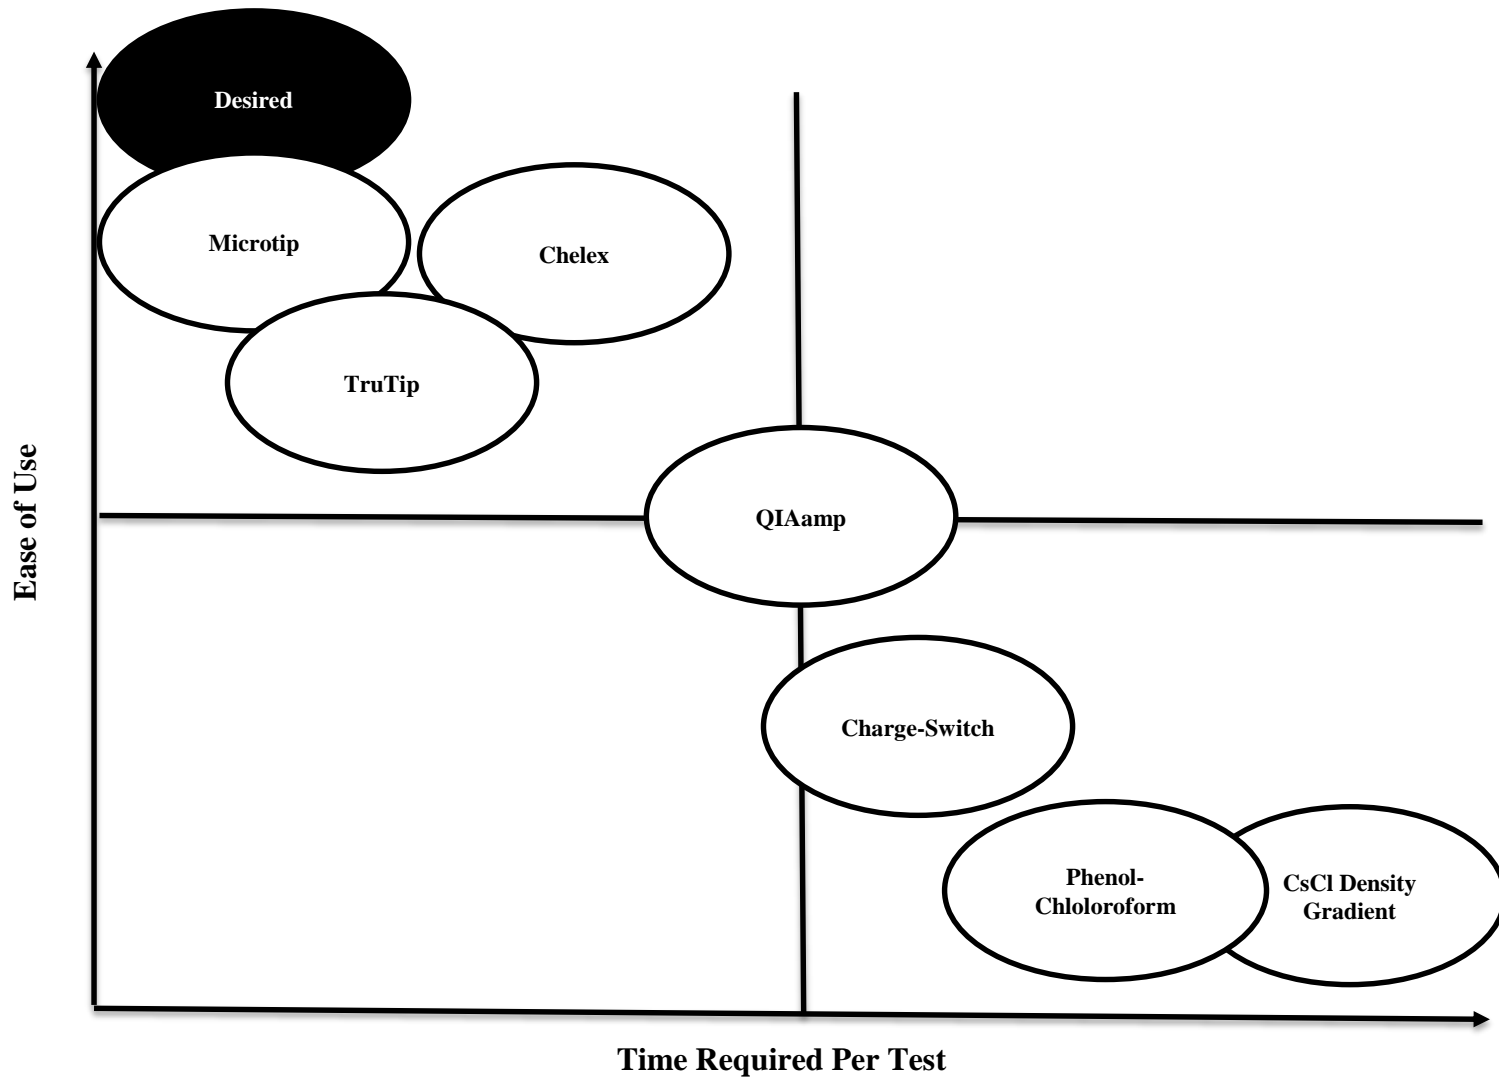 Desired
Microtip
Chelex
TruTip
Ease of Use
QIAamp
Charge-Switch
Phenol-
Chloloroform
CsCl Density
Gradient
Time Required Per Test